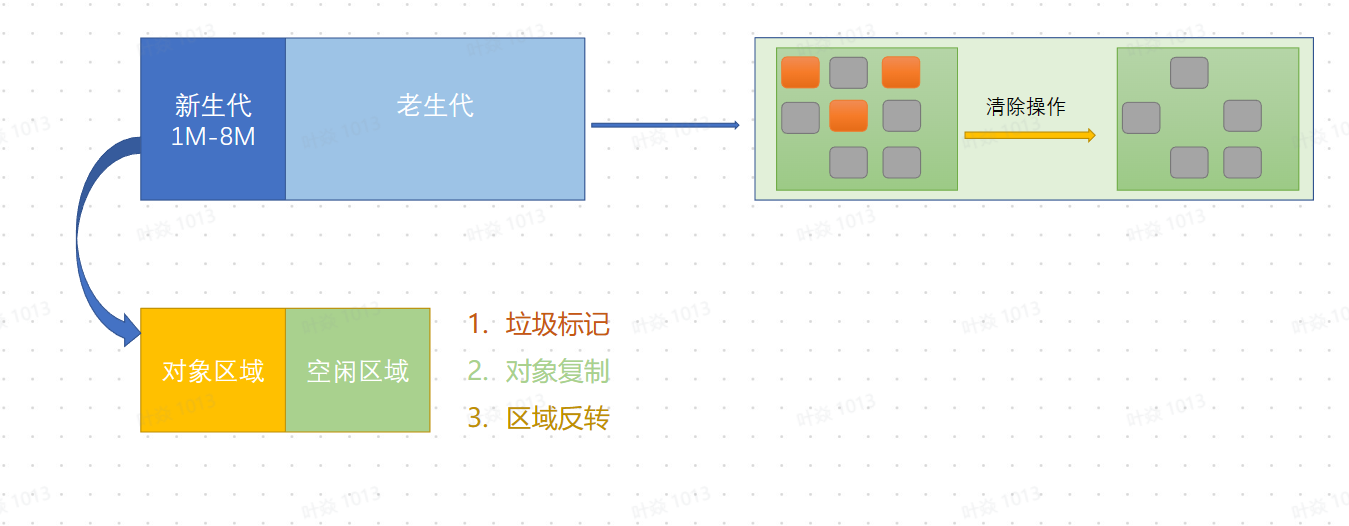 新生代
1M-8M
老生代
清除操作
对象区域
空闲区域
1. 垃圾标记
2. 对象复制
3. 区域反转
叶焱 1013